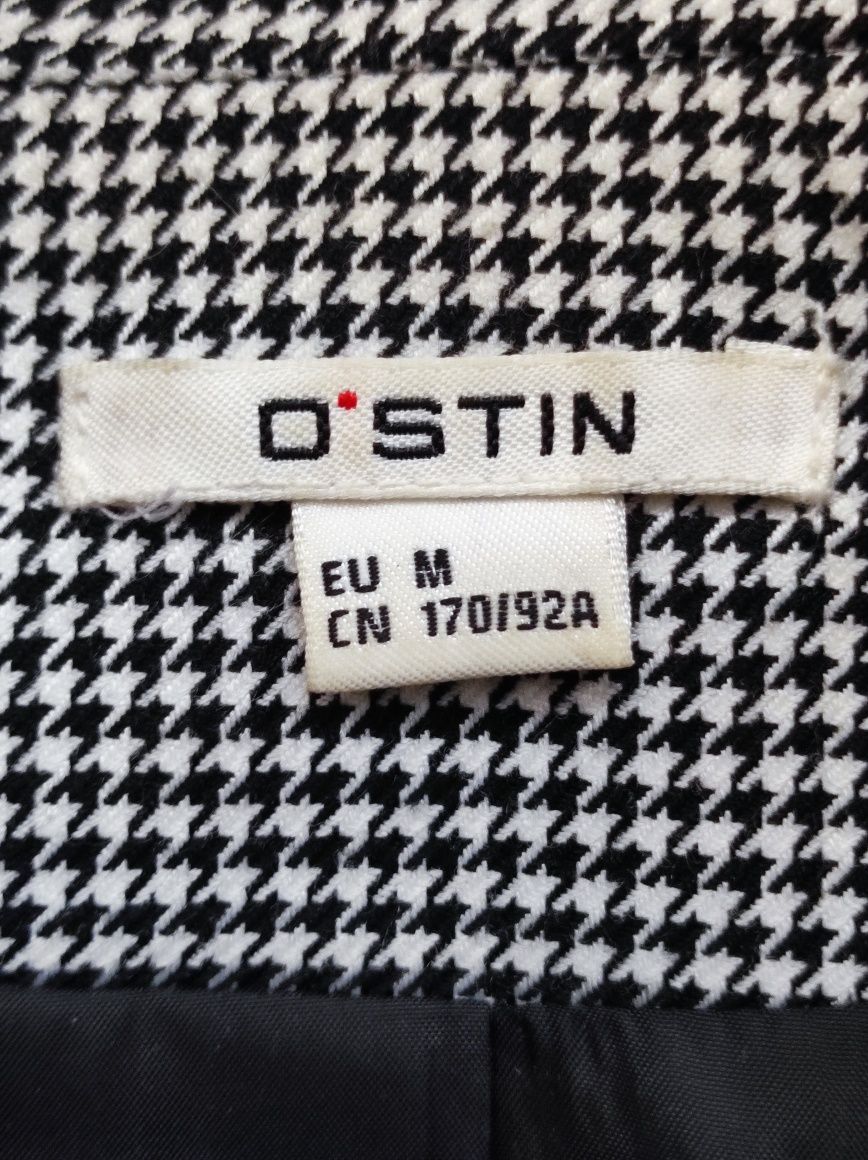 O'STIN
EU M
CN 170/92A